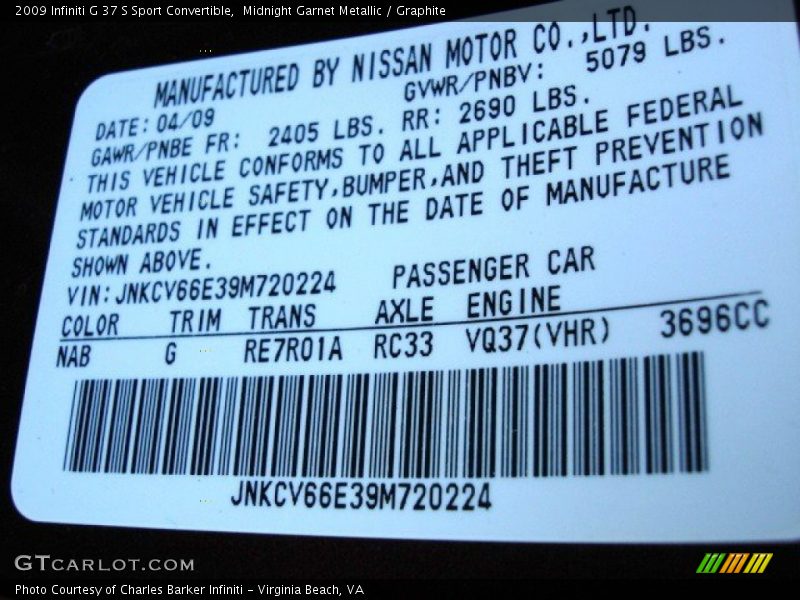 2009 Infiniti G 37 S Sport Convertible,  Midnight Garnet Metallic / Graphite
MANUFACTURED BY NISSAN MOTOR CO.,LTD.
DATE: 04/09 GVWR/PNBV: 5079 LBS.
GAWR/PNBE FR: 2405 LBS. RR: 2690 LBS.
THIS VEHICLE CONFORMS TO ALL APPLICABLE FEDERAL
MOTOR VEHICLE SAFETY,BUMPER,AND THEFT PREVENTION
STANDARDS IN EFFECT ON THE DATE OF MANUFACTURE
SHOWN ABOVE.
VIN: JNKCV66E39M720224 PASSENGER CAR
COLOR TRIM TRANS AXLE ENGINE
NAB G RE7R01A RC33 VQ37(VHR) 3696CC
JNKCV66E39M720224
GTCARLOT.COM
Photo Courtesy of Charles Barker Infiniti - Virginia Beach, VA